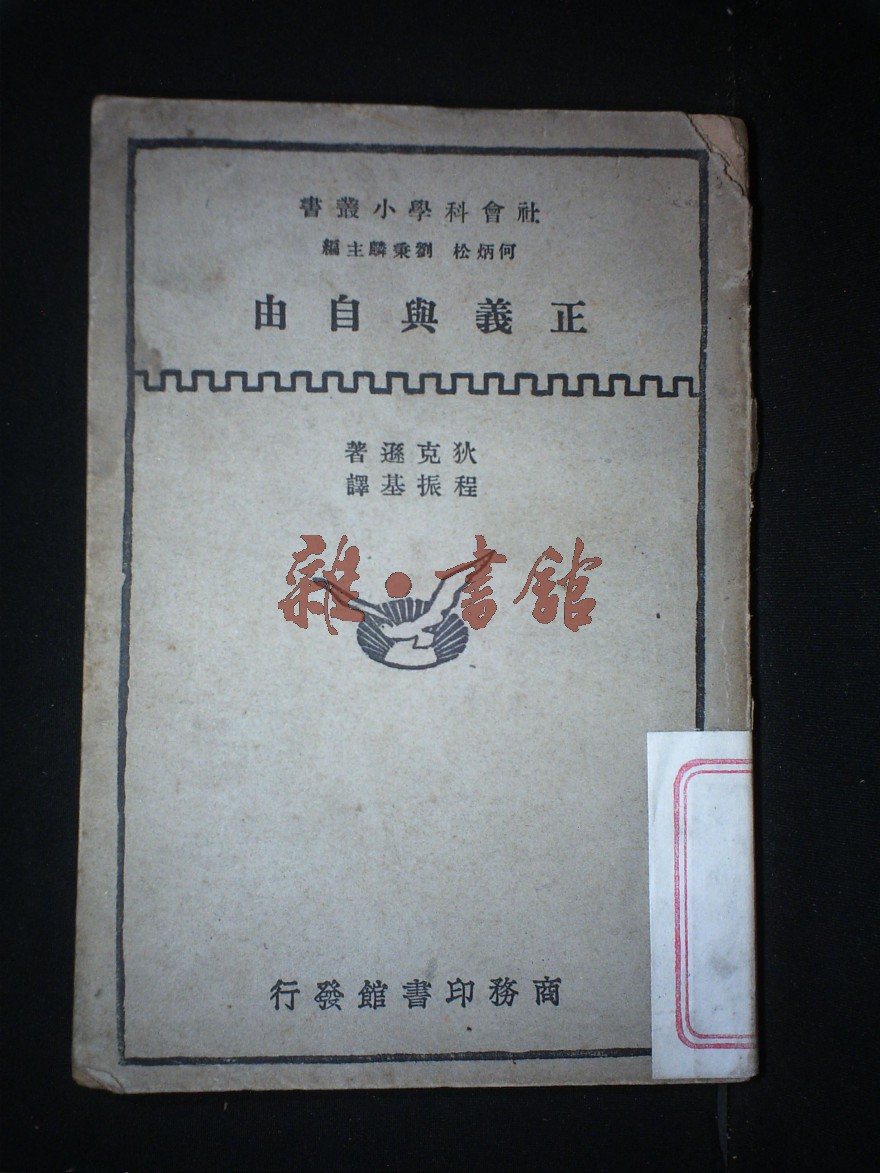 社會科學小叢書
何炳松 劉秉麟主編
正義與自由
狄克遜著
程振基譯
雜·書館
商務印書館發行